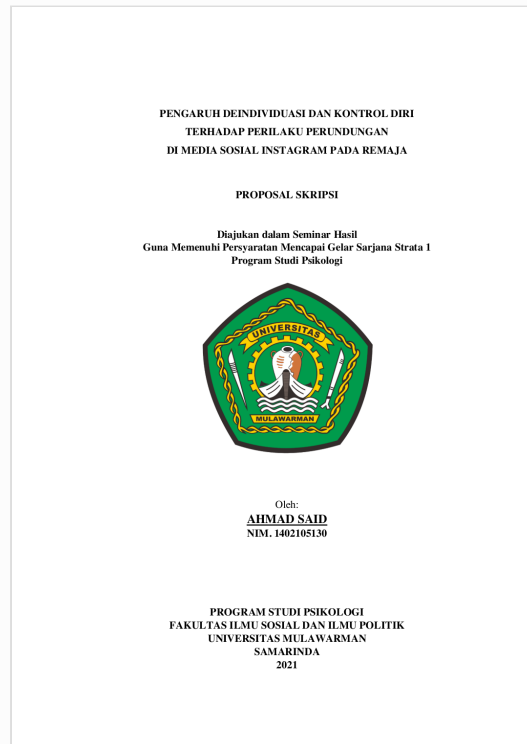 PENGARUH DEINDIVIDUASI DAN KONTROL DIRI
TERHADAP PERILAKU PERUNDUNGAN
DI MEDIA SOSIAL INSTAGRAM PADA REMAJA
PROPOSAL SKRIPSI
Diajukan dalam Seminar Hasil
Guna Memenuhi Persyaratan Mencapai Gelar Sarjana Strata 1
Program Studi Psikologi
UNIVERSITAS
MULAWARMAN
Oleh:
AHMAD SAID
NIM. 1402105130
PROGRAM STUDI PSIKOLOGI
FAKULTAS ILMU SOSIAL DAN ILMU POLITIK
UNIVERSITAS MULAWARMAN
SAMARINDA
2021